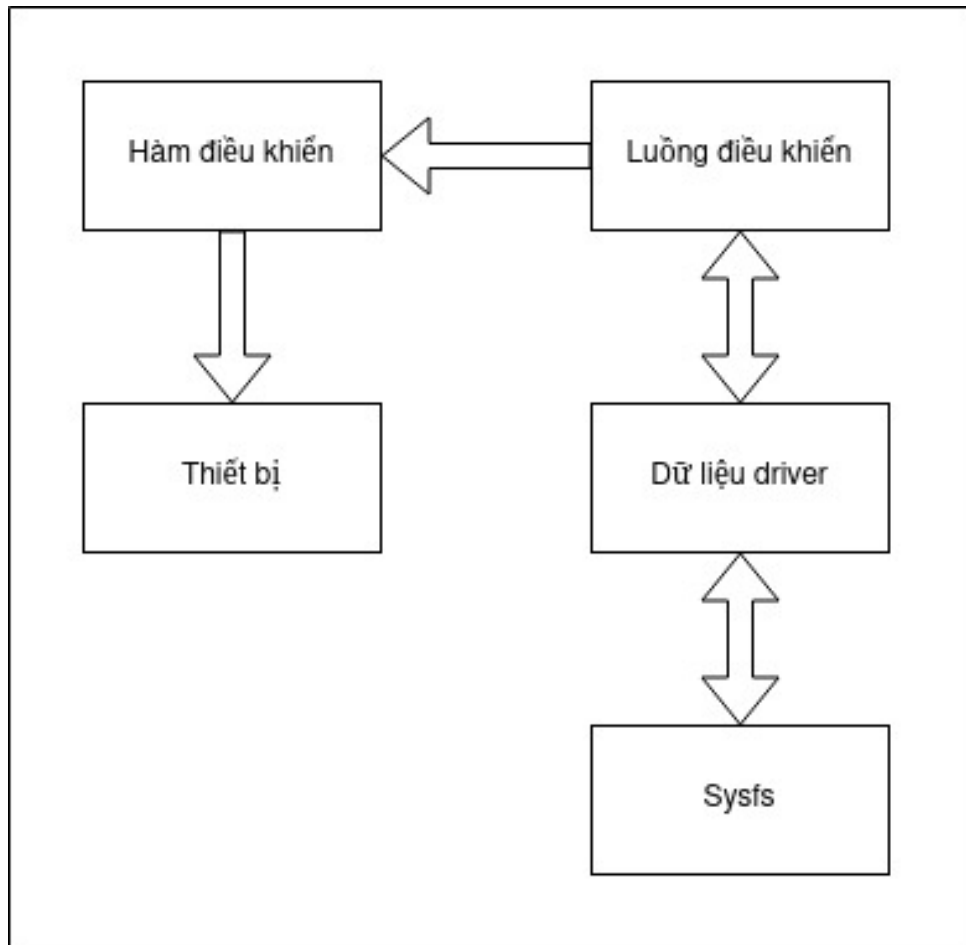 Hàm điều khiển
Luồng điều khiển
Thiết bị
Dữ liệu driver
Sysfs